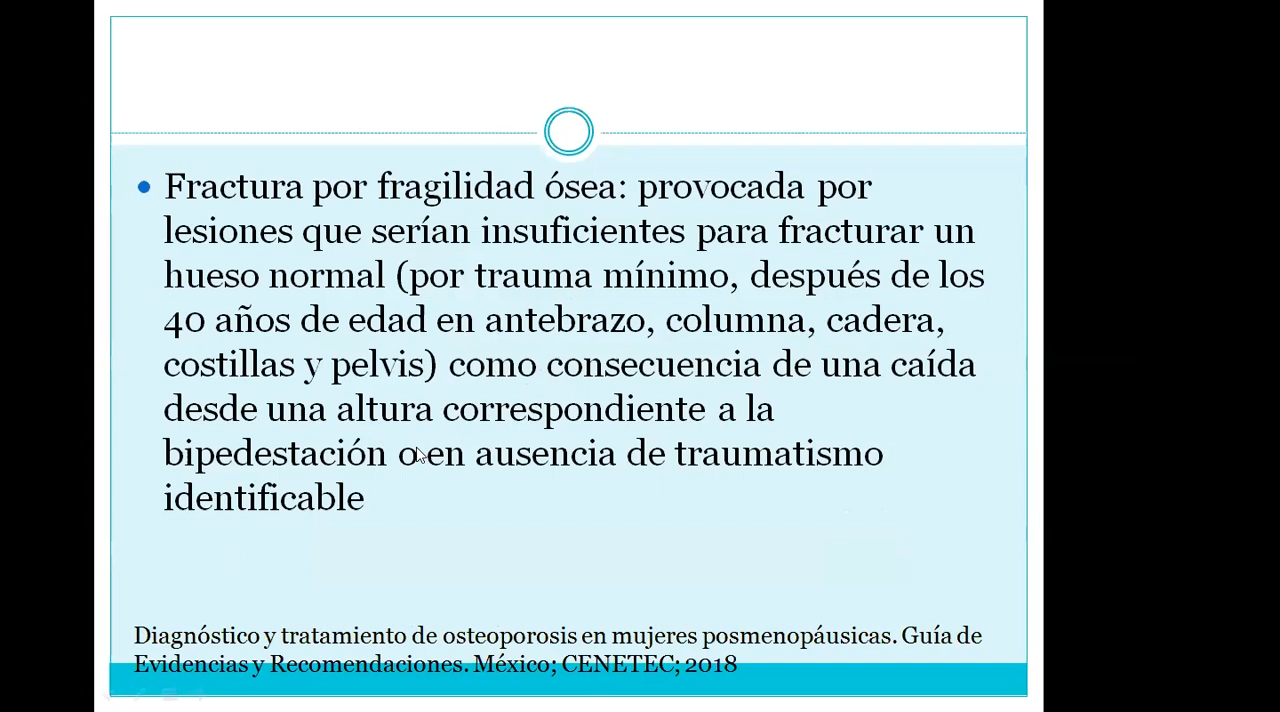 Fractura por fragilidad ósea: provocada por
lesiones que serían insuficientes para fracturar un
hueso normal (por trauma mínimo, después de los
40 años de edad en antebrazo, columna, cadera,
costillas y pelvis) como consecuencia de una caída
desde una altura correspondiente a la
bipedestación o en ausencia de traumatismo
identificable
Diagnóstico y tratamiento de osteoporosis en mujeres posmenopáusicas. Guía de
Evidencias y Recomendaciones. México; CENETEC; 2018